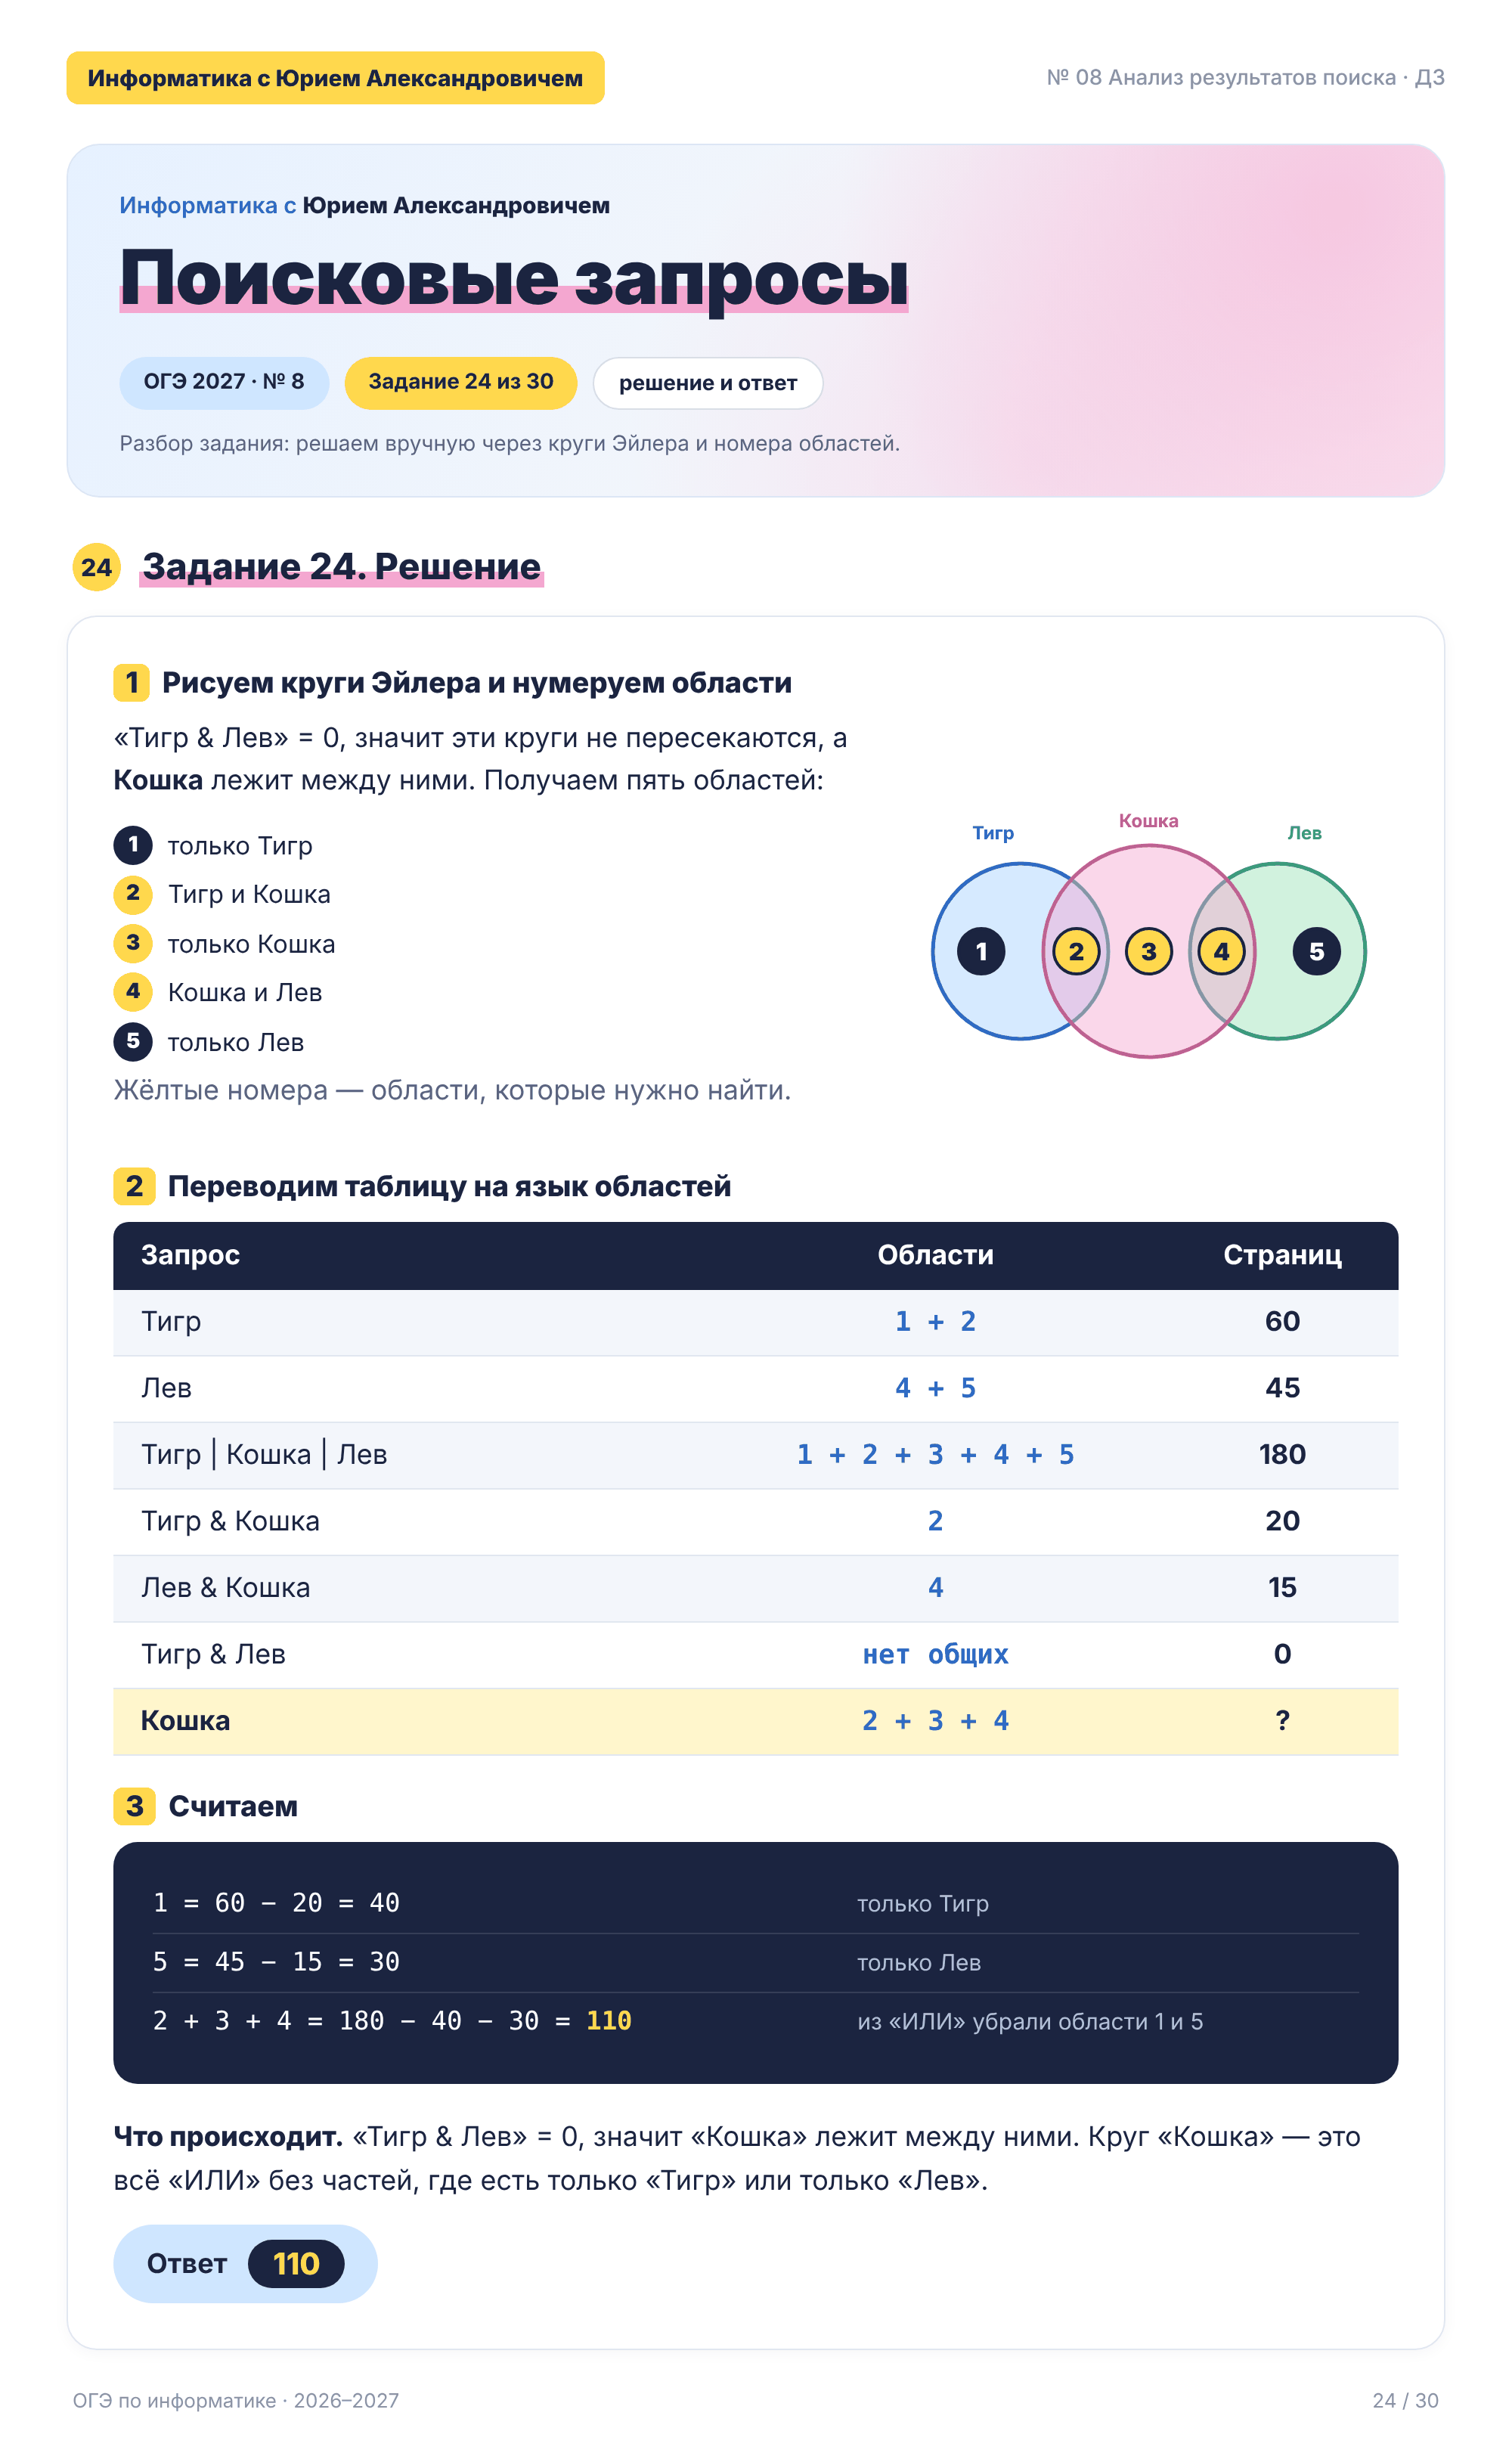 Информатика с Юрием Александровичем
№ 08 Анализ результатов поиска · ДЗ
Информатика с Юрием Александровичем
Поисковые запросы
ОГЭ 2027 · № 8
Задание 24 из 30
решение и ответ
Разбор задания: решаем вручную через круги Эйлера и номера областей.
24 Задание 24. Решение
1 Рисуем круги Эйлера и нумеруем области
«Тигр & Лев» = 0, значит эти круги не пересекаются, а
Кошка лежит между ними. Получаем пять областей:
1 только Тигр
2 Тигр и Кошка
3 только Кошка
4 Кошка и Лев
5 только Лев
Жёлтые номера — области, которые нужно найти.
Тигр Кошка Лев
1 2 3 4 5
2 Переводим таблицу на язык областей
Запрос Области Страниц
Тигр 1 + 2 60
Лев 4 + 5 45
Тигр | Кошка | Лев 1 + 2 + 3 + 4 + 5 180
Тигр & Кошка 2 20
Лев & Кошка 4 15
Тигр & Лев нет общих 0
Кошка 2 + 3 + 4 ?
3 Считаем
1 = 60 − 20 = 40 только Тигр
5 = 45 − 15 = 30 только Лев
2 + 3 + 4 = 180 − 40 − 30 = 110 из «ИЛИ» убрали области 1 и 5
Что происходит. «Тигр & Лев» = 0, значит «Кошка» лежит между ними. Круг «Кошка» — это
всё «ИЛИ» без частей, где есть только «Тигр» или только «Лев».
Ответ 110
ОГЭ по информатике · 2026–2027
24 / 30